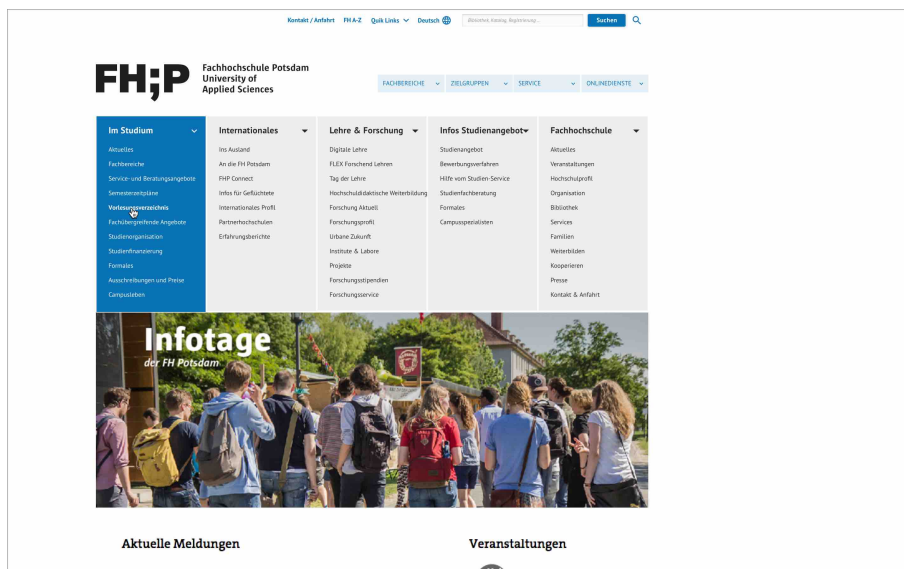 Kontakt / Anfahrt FH A-Z Quik Links Deutsch Bibliothek, Katalog, Registrierung... Suchen
FH;P
Fachhochschule Potsdam
University of
Applied Sciences
FACHBEREICHE ZIELGRUPPEN SERVICE ONLINEDIENSTE
Im Studium
Aktuelles
Fachbereiche
Service- und Beratungsangebote
Semesterzeitpläne
Vorlesungsverzeichnis
Fachübergreifende Angebote
Studienorganisation
Studienfinanzierung
Formales
Ausschreibungen und Preise
Campusleben
Internationales
Ins Ausland
An die FH Potsdam
FHP Connect
Infos für Geflüchtete
Internationales Profil
Partnerhochschulen
Erfahrungsberichte
Lehre & Forschung
Digitale Lehre
FLEX Forschend Lehren
Tag der Lehre
Hochschuldidaktische Weiterbildung
Forschung Aktuell
Forschungsprofil
Urbane Zukunft
Institute & Labore
Projekte
Forschungsstipendien
Forschungsservice
Infos Studienangebot
Studienangebot
Bewerbungsverfahren
Hilfe vom Studien-Service
Studienfachberatung
Formales
Campusspezialisten
Fachhochschule
Aktuelles
Veranstaltungen
Hochschulprofil
Organisation
Bibliothek
Services
Familien
Weiterbilden
Kooperieren
Presse
Kontakt & Anfahrt
Infotage
der FH Potsdam
Aktuelle Meldungen
Veranstaltungen